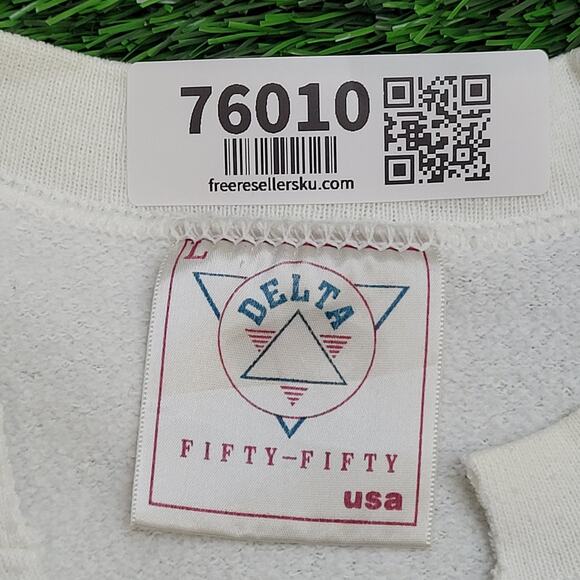 76010
freeresellersku.com
L
DELTA
FIFTY-FIFTY
usa